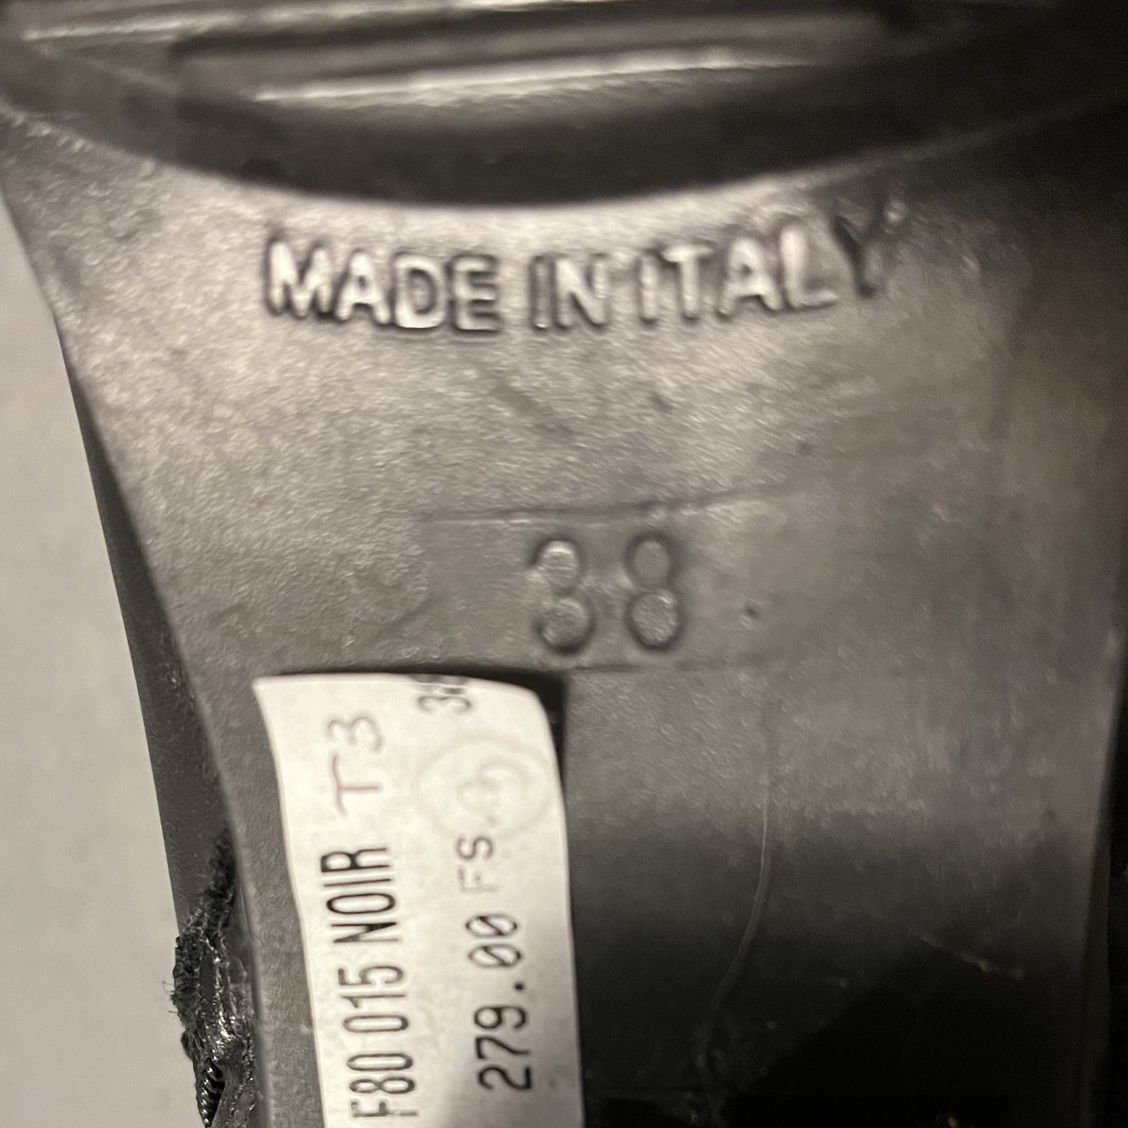 MADE IN ITALY
38
F80 015 NOIR T3
279.00 FS.